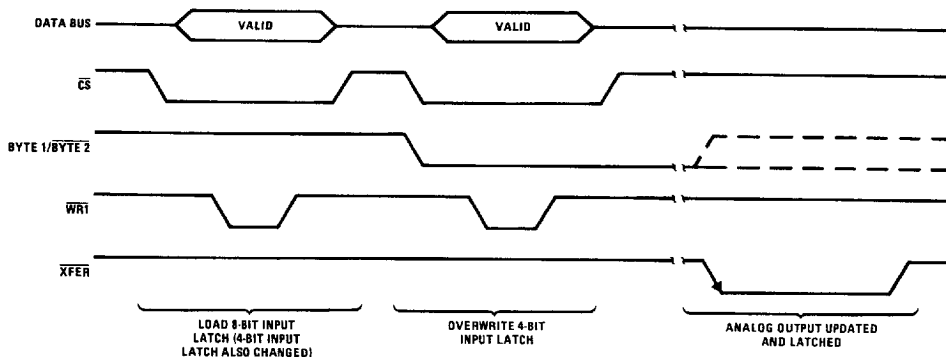 DATA BUS
VALID
VALID
CS
BYTE 1/BYTE 2
WR1
XFER
LOAD 8-BIT INPUT
LATCH (4-BIT INPUT
LATCH ALSO CHANGED)
OVERWRITE 4-BIT
INPUT LATCH
ANALOG OUTPUT UPDATED
AND LATCHED